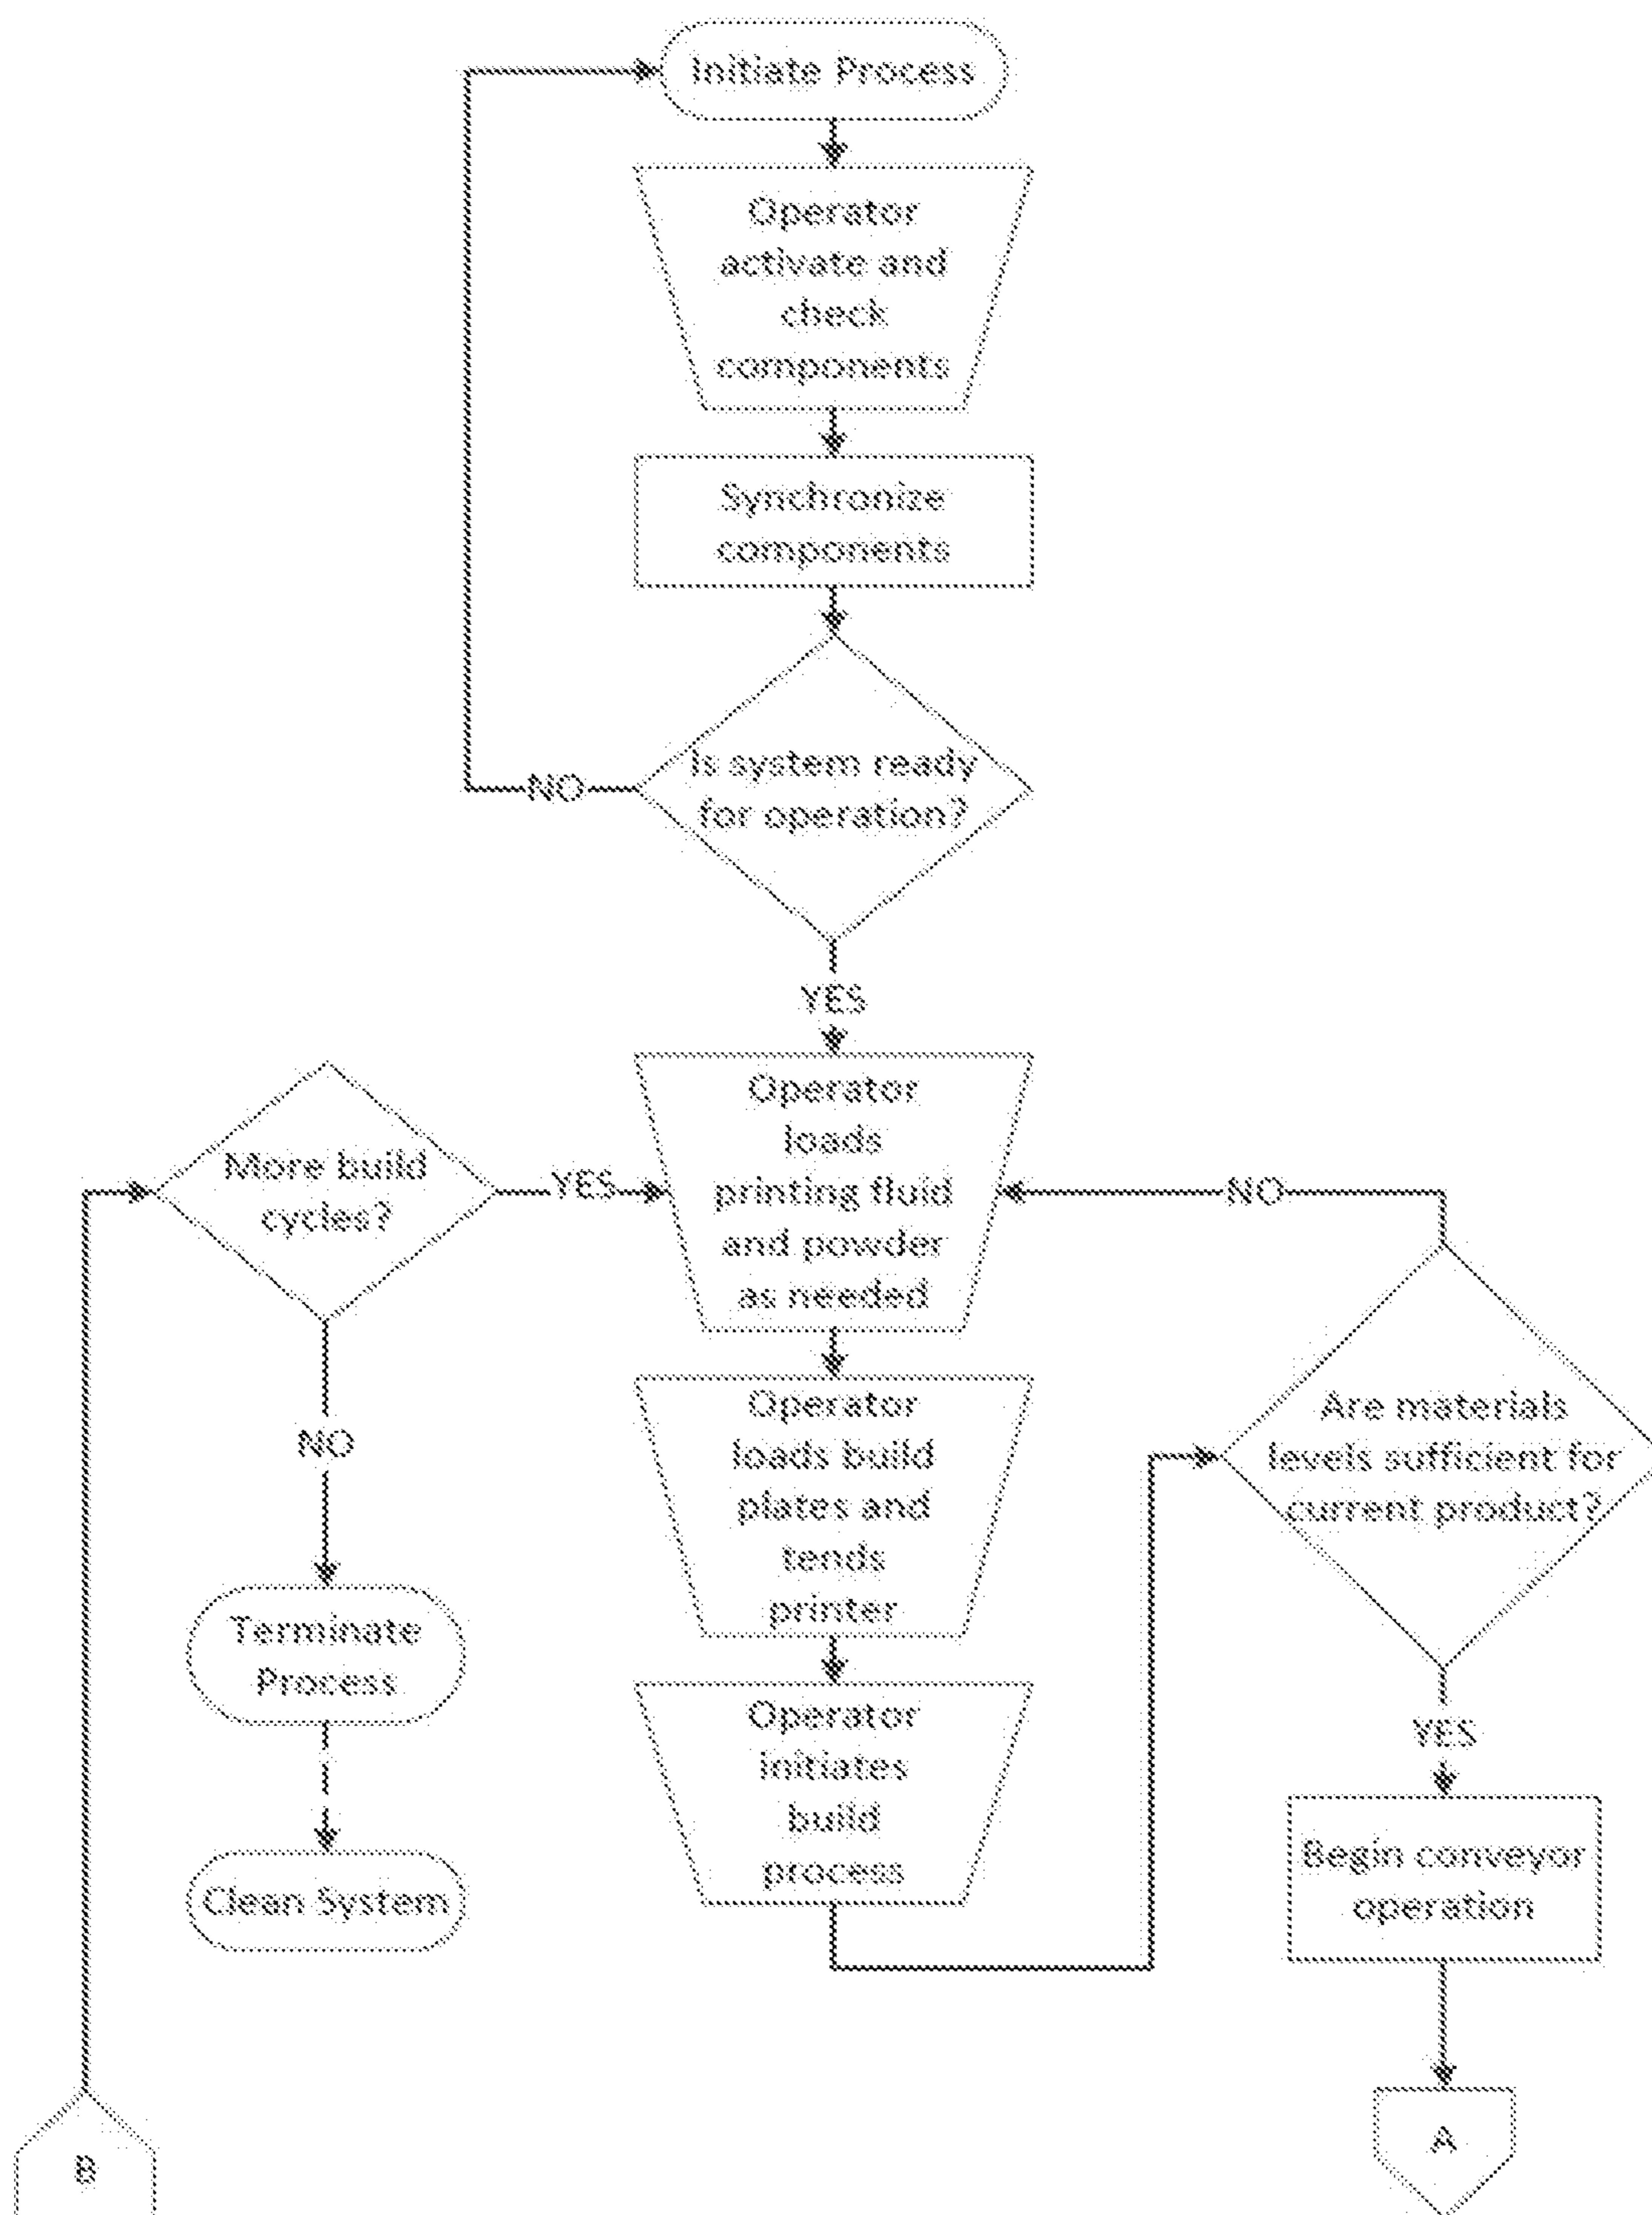 Initiate Process
Operator
activate and
check
components
Synchronize
components
Is system ready
for operation?
NO
YES
More build
cycles?
YES
Operator
loads
printing fluid
and powder
as needed
NO
NO
Operator
loads build
plates and
tends
printer
Are materials
levels sufficient for
current product?
Terminate
Process
Operator
initiates
build
process
YES
Clean System
Begin conveyor
operation
B
A